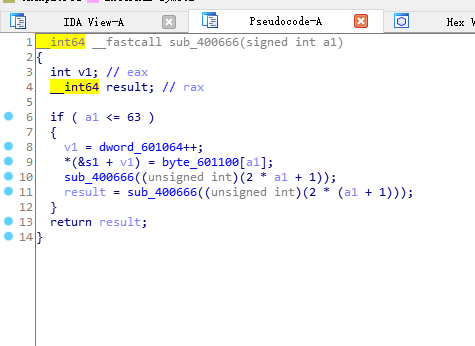 IDA View-A Pseudocode-A Hex
1 __int64 __fastcall sub_400666(signed int a1)
2 {
3 int v1; // eax
4 __int64 result; // rax
5
6 if ( a1 <= 63 )
7 {
8 v1 = dword_601064++;
9 *(&s1 + v1) = byte_601100[a1];
10 sub_400666((unsigned int)(2 * a1 + 1));
11 result = sub_400666((unsigned int)(2 * (a1 + 1)));
12 }
13 return result;
14 }